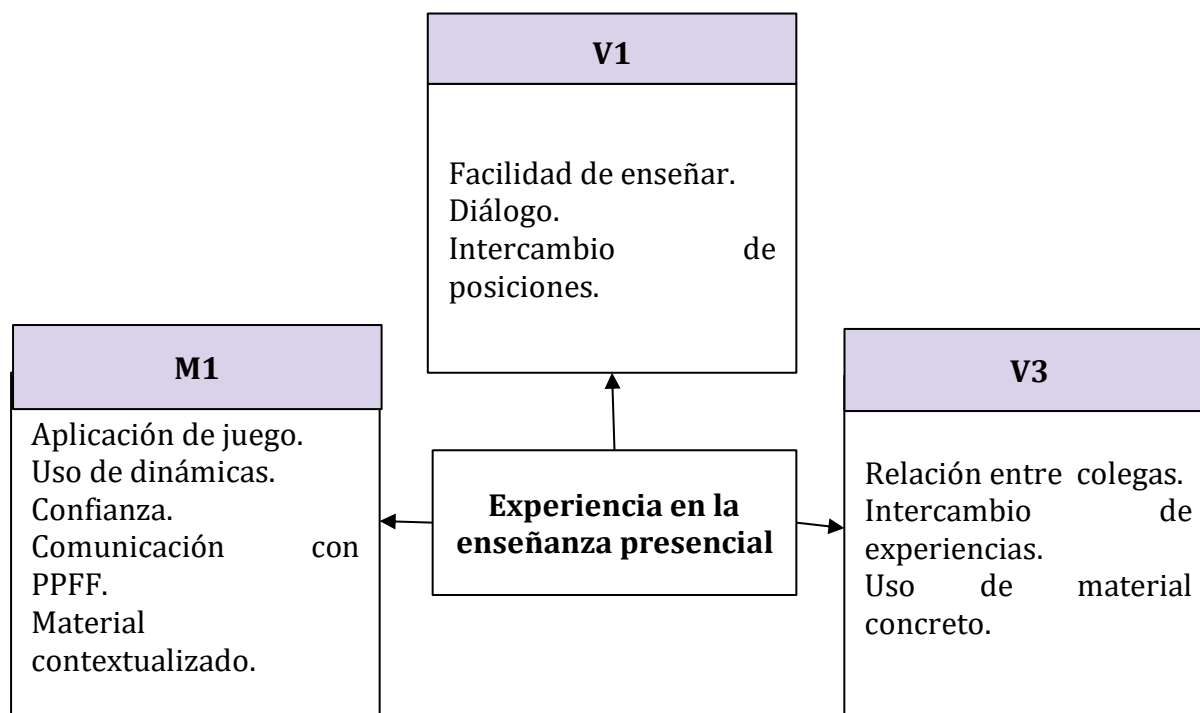 V1
Facilidad de enseñar.
Diálogo.
Intercambio de
posiciones.
M1
Aplicación de juego.
Uso de dinámicas.
Confianza.
Comunicación con
PPFF.
Material
contextualizado.
Experiencia en la
enseñanza presencial
V3
Relación entre colegas.
Intercambio de
experiencias.
Uso de material
concreto.